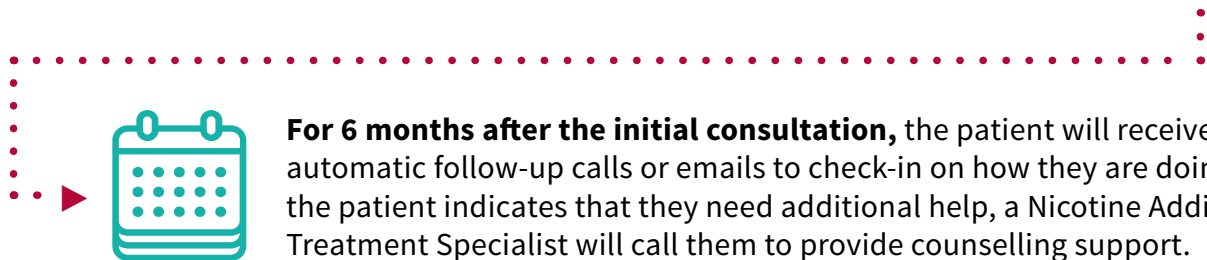 For 6 months after the initial consultation, the patient will receive
automatic follow-up calls or emails to check-in on how they are doin
the patient indicates that they need additional help, a Nicotine Addi
Treatment Specialist will call them to provide counselling support.